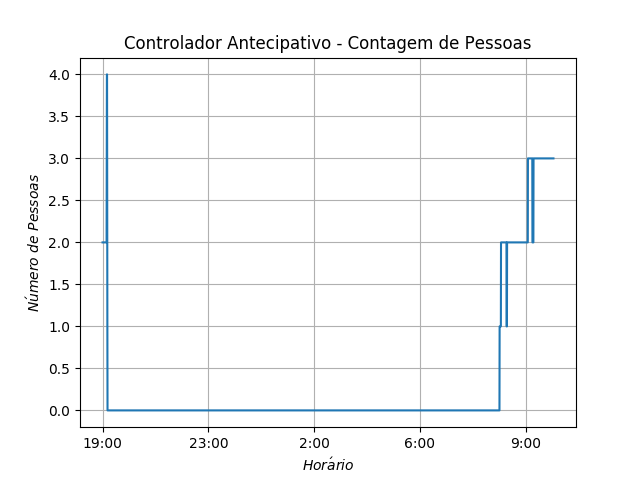 Controlador Antecipativo - Contagem de Pessoas
4.0
3.5
3.0
2.5
2.0
1.5
1.0
0.5
0.0
Número de Pessoas
19:00 23:00 2:00 6:00 9:00
Horário